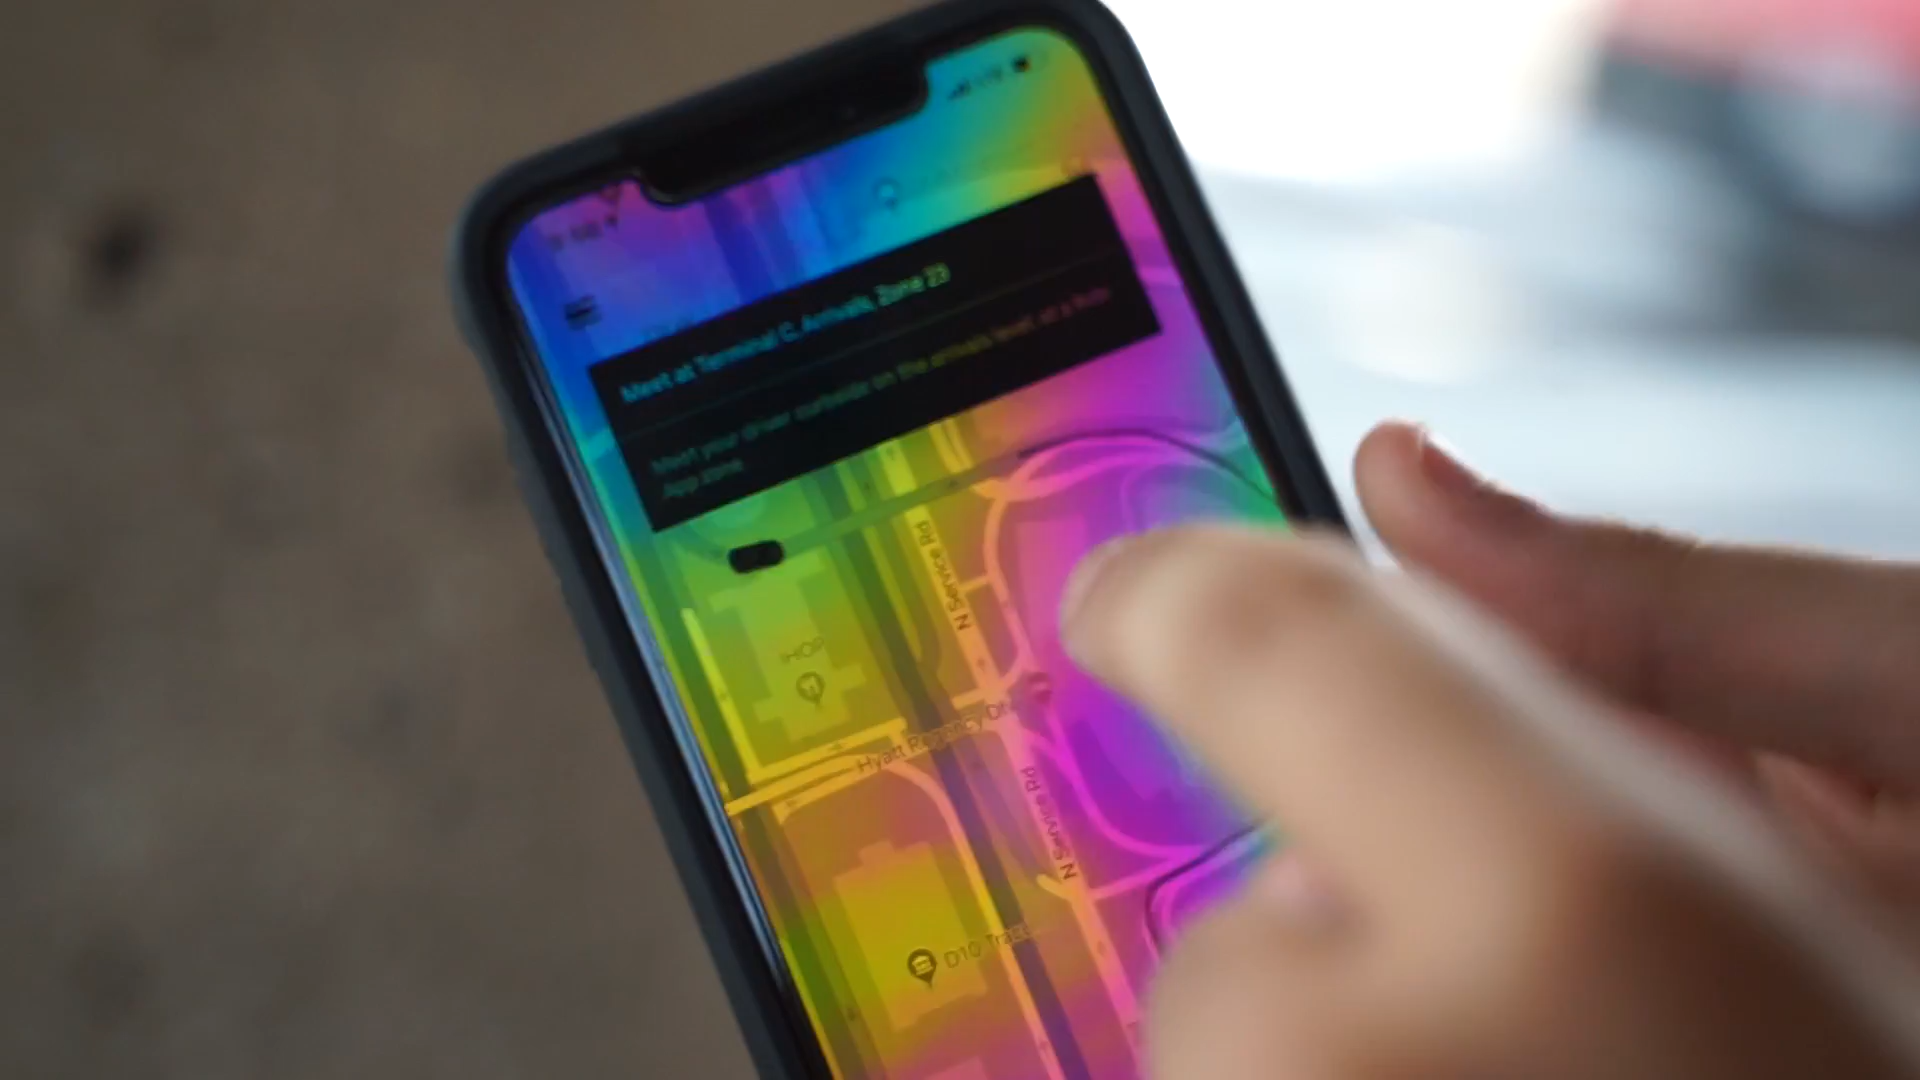 Meet at Terminal C, Arrivals, Zone 23
Meet your driver curbside on the arrivals level at a Ride
App zone.
N Service Rd
IHOP
Hyatt Regency Dr
N Service Rd
D10